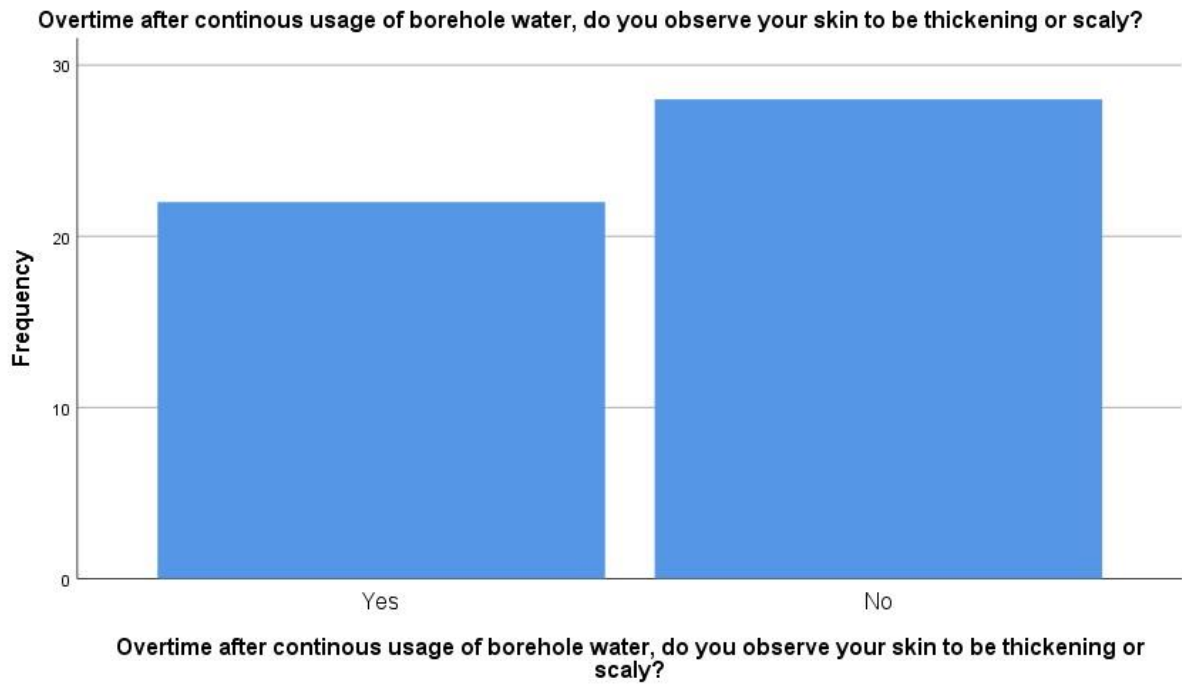 Overtime after continous usage of borehole water, do you observe your skin to be thickening or scaly?
30
20
10
0
Frequency
Yes
No
Overtime after continous usage of borehole water, do you observe your skin to be thickening or
scaly?